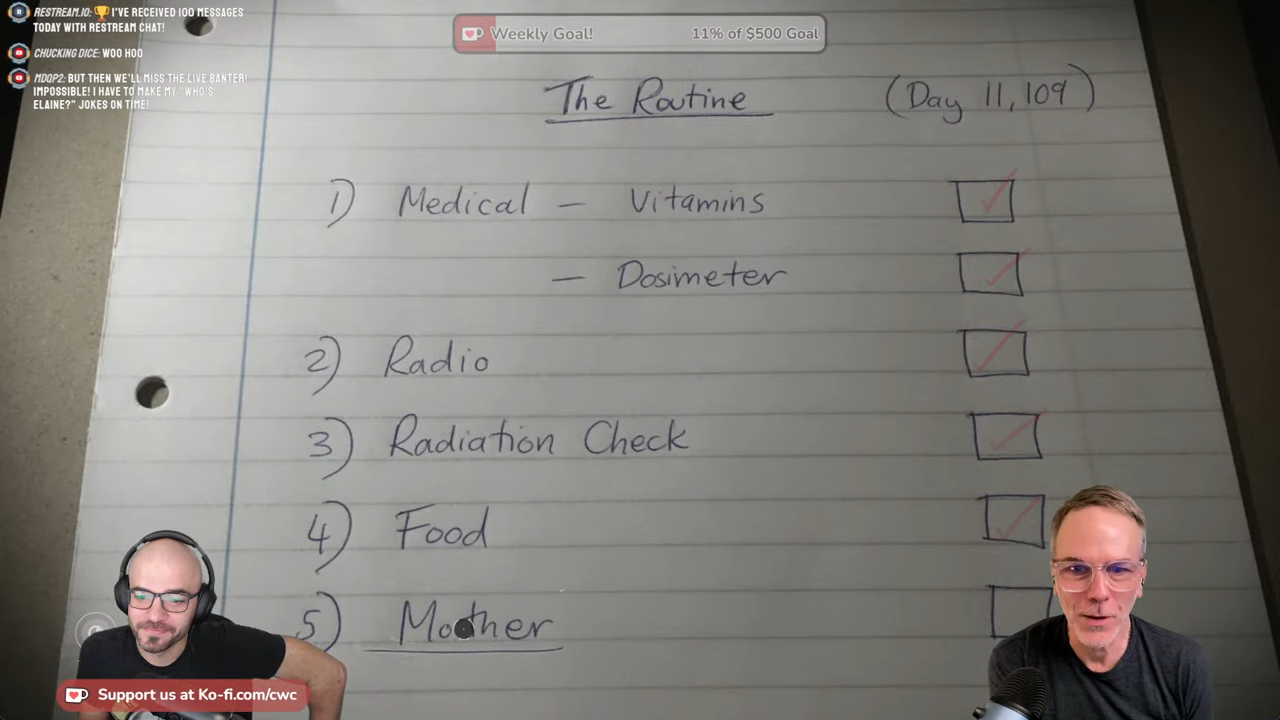 RESTREAM.IO: 🏆 I'VE RECEIVED 100 MESSAGES
TODAY WITH RESTREAM CHAT!
CHUCKING DICE: WOO HOO
MDQP2: BUT THEN WE'LL MISS THE LIVE BANTER!
IMPOSSIBLE! I HAVE TO MAKE MY "WHO'S
ELAINE?" JOKES ON TIME!
Weekly Goal! 11% of $500 Goal
The Routine (Day 11,109)
1) Medical - Vitamins
- Dosimeter
2) Radio
3) Radiation Check
4) Food
5) Mother
Support us at Ko-fi.com/cwc